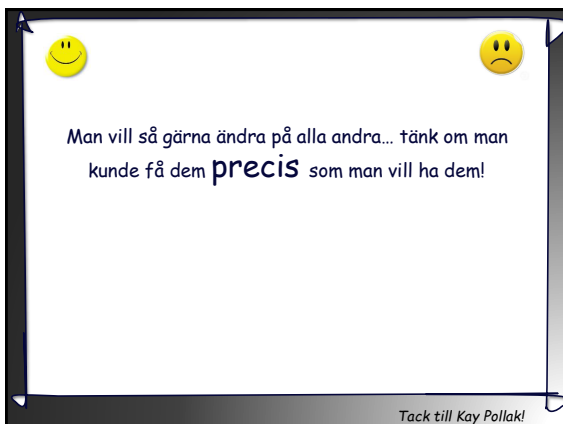 Man vill så gärna ändra på alla andra... tänk om man
kunde få dem precis som man vill ha dem!
Tack till Kay Pollak!